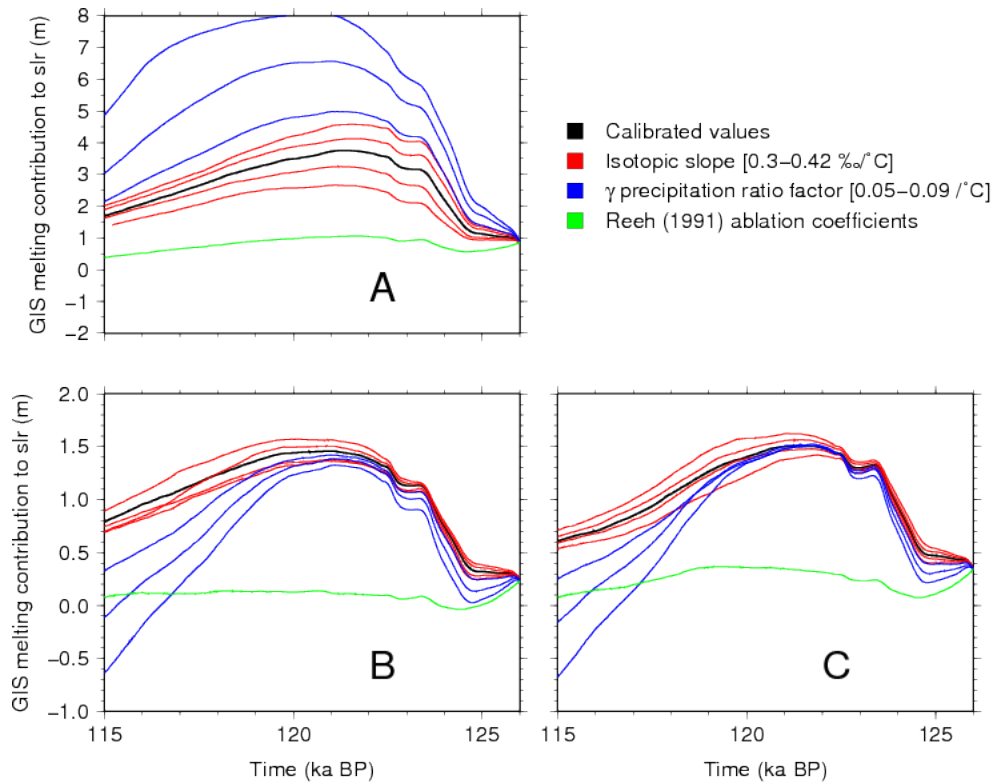 GIS melting contribution to slr (m)
8
7
6
5
4
3
2
1
0
−1
−2
A
Calibrated values
Isotopic slope [0.3−0.42 ‰/°C]
γ precipitation ratio factor [0.05−0.09 /°C]
Reeh (1991) ablation coefficients
GIS melting contribution to slr (m)
2.0
1.5
1.0
0.5
0.0
−0.5
−1.0
B
C
115 120 125
115 120 125
Time (ka BP)
Time (ka BP)